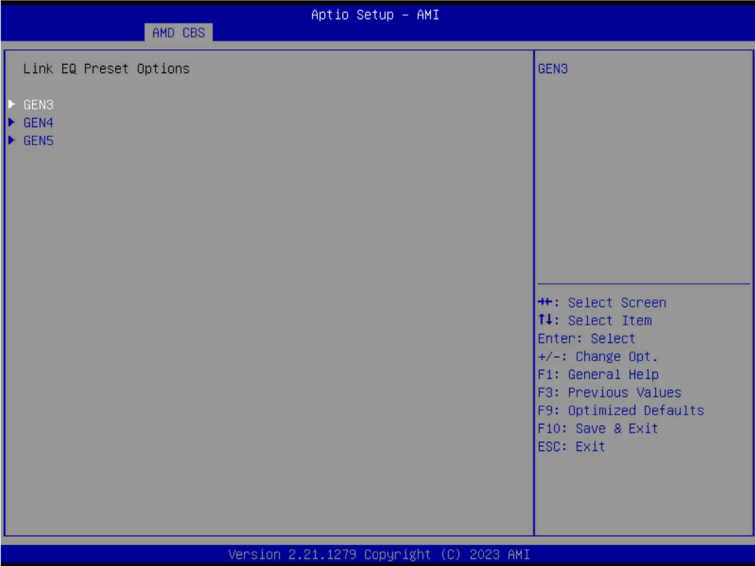 Aptio Setup – AMI
AMD CBS
Link EQ Preset Options
GEN3
GEN4
GEN5
GEN3
→←: Select Screen
↑↓: Select Item
Enter: Select
+/-: Change Opt.
F1: General Help
F3: Previous Values
F9: Optimized Defaults
F10: Save & Exit
ESC: Exit
Version 2.21.1279 Copyright (C) 2023 AMI